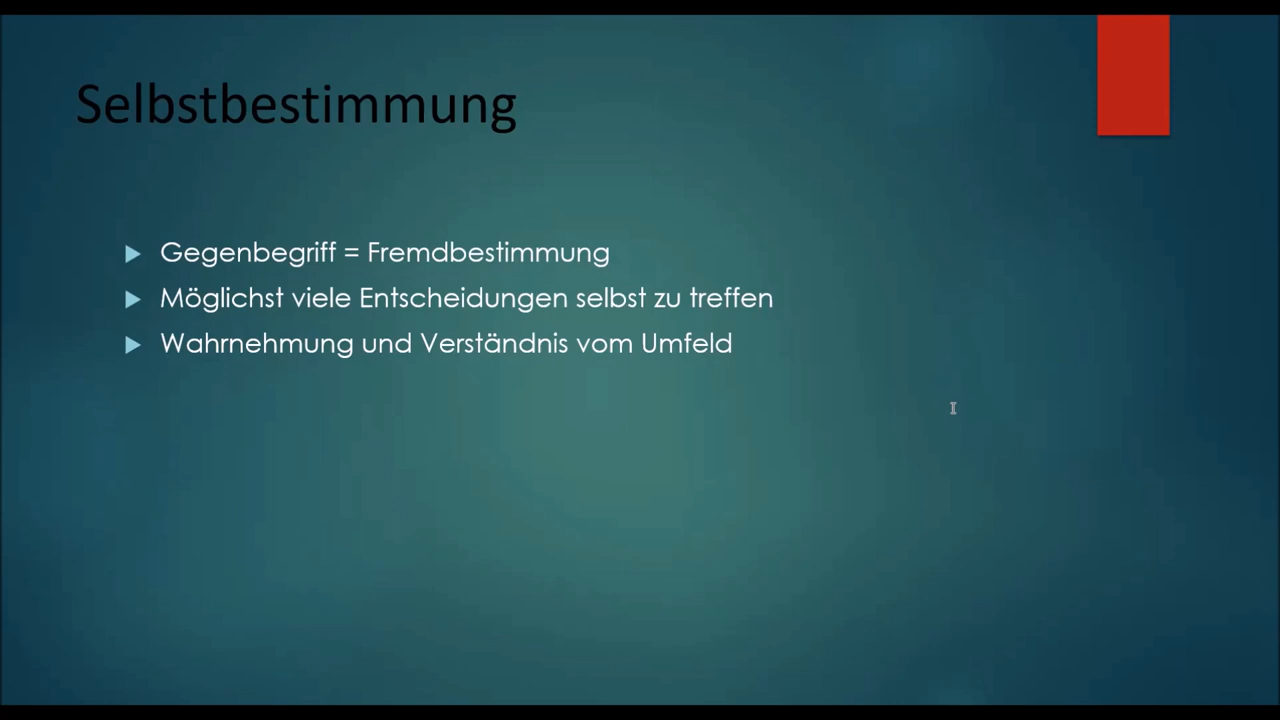 Selbstbestimmung
Gegenbegriff = Fremdbestimmung
Möglichst viele Entscheidungen selbst zu treffen
Wahrnehmung und Verständnis vom Umfeld